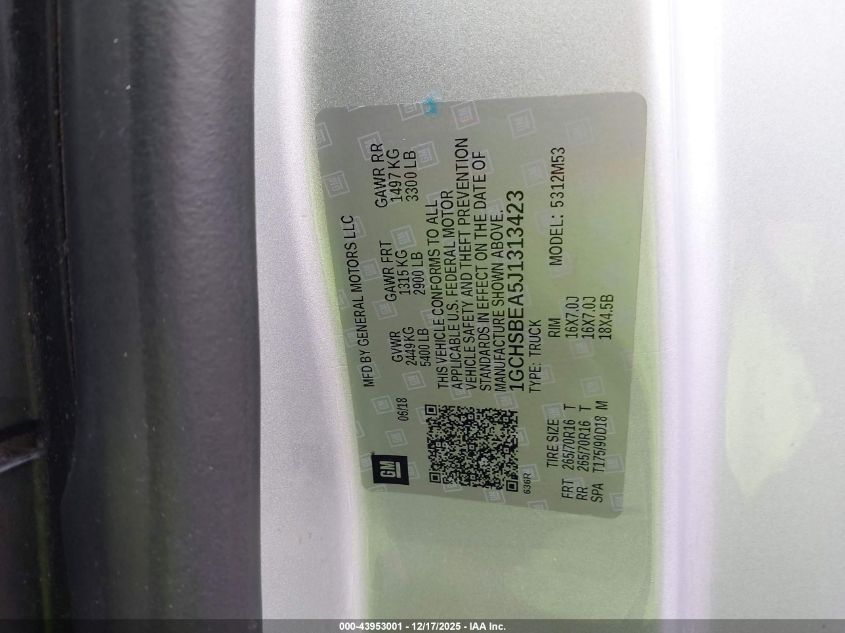 GM
06/18
MFD BY GENERAL MOTORS LLC
GVWR GAWR FRT GAWR RR
2449 KG 1315 KG 1497 KG
5400 LB 2900 LB 3300 LB
THIS VEHICLE CONFORMS TO ALL
APPLICABLE U.S. FEDERAL MOTOR
VEHICLE SAFETY AND THEFT PREVENTION
STANDARDS IN EFFECT ON THE DATE OF
MANUFACTURE SHOWN ABOVE.
1GCHSBEA5J1313423
636R
TYPE: TRUCK
MODEL: 5312M53
TIRE SIZE RIM
FRT 265/70R16 T 16X7.0J
RR 265/70R16 T 16X7.0J
SPA T175/90D18 M 18X4.5B
000-43953001 - 12/17/2025 - IAA Inc.